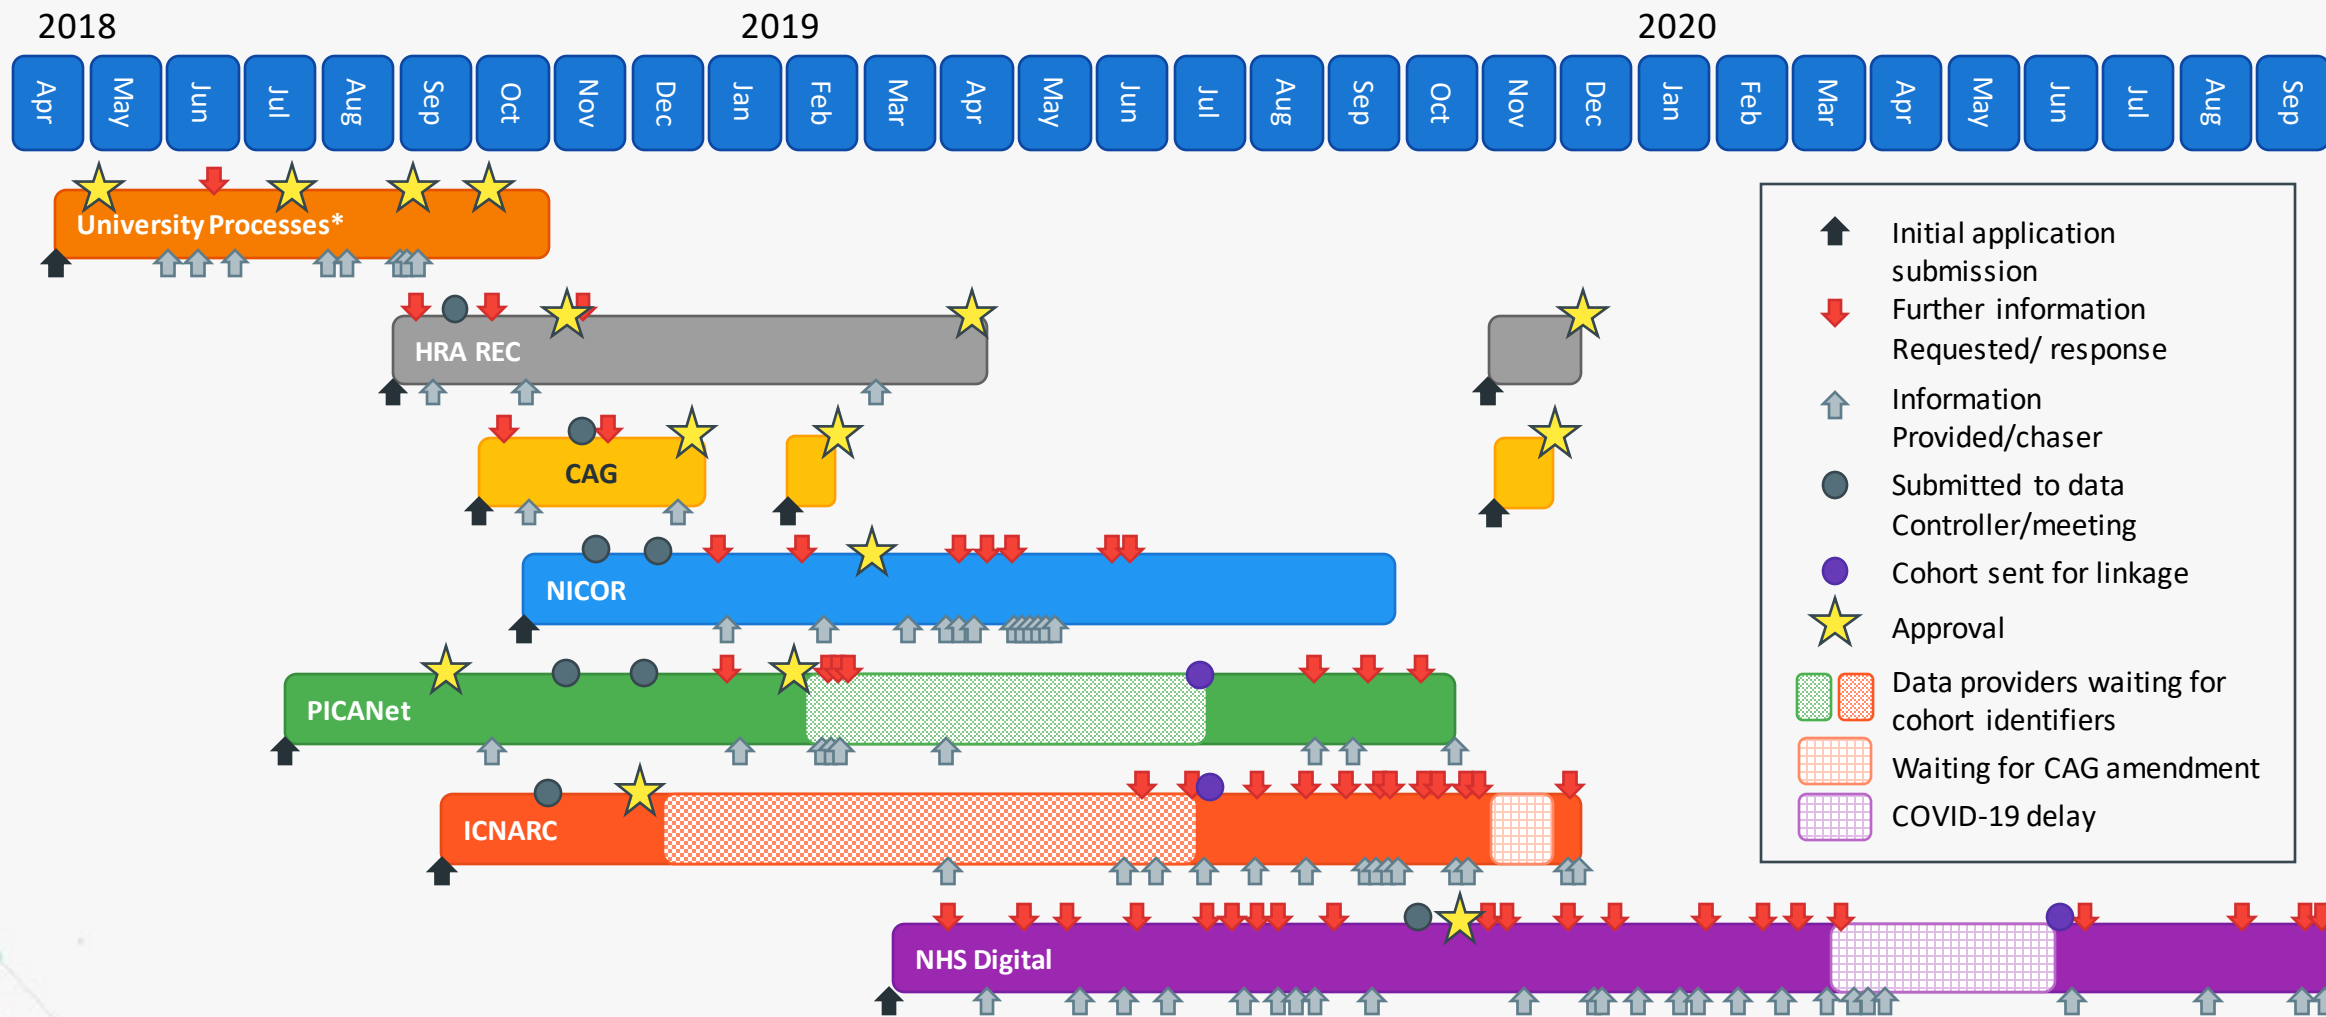 2018
2019
2020
Apr
May
Jun
Jul
Aug
Sep
Oct
Nov
Dec
Jan
Feb
Mar
Apr
May
Jun
Jul
Aug
Sep
Oct
Nov
Dec
Jan
Feb
Mar
Apr
May
Jun
Jul
Aug
Sep
University Processes*
HRA REC
CAG
NICOR
PICANet
ICNARC
NHS Digital
Initial application
submission
Further information
Requested/ response
Information
Provided/chaser
Submitted to data
Controller/meeting
Cohort sent for linkage
Approval
Data providers waiting for
cohort identifiers
Waiting for CAG amendment
COVID-19 delay